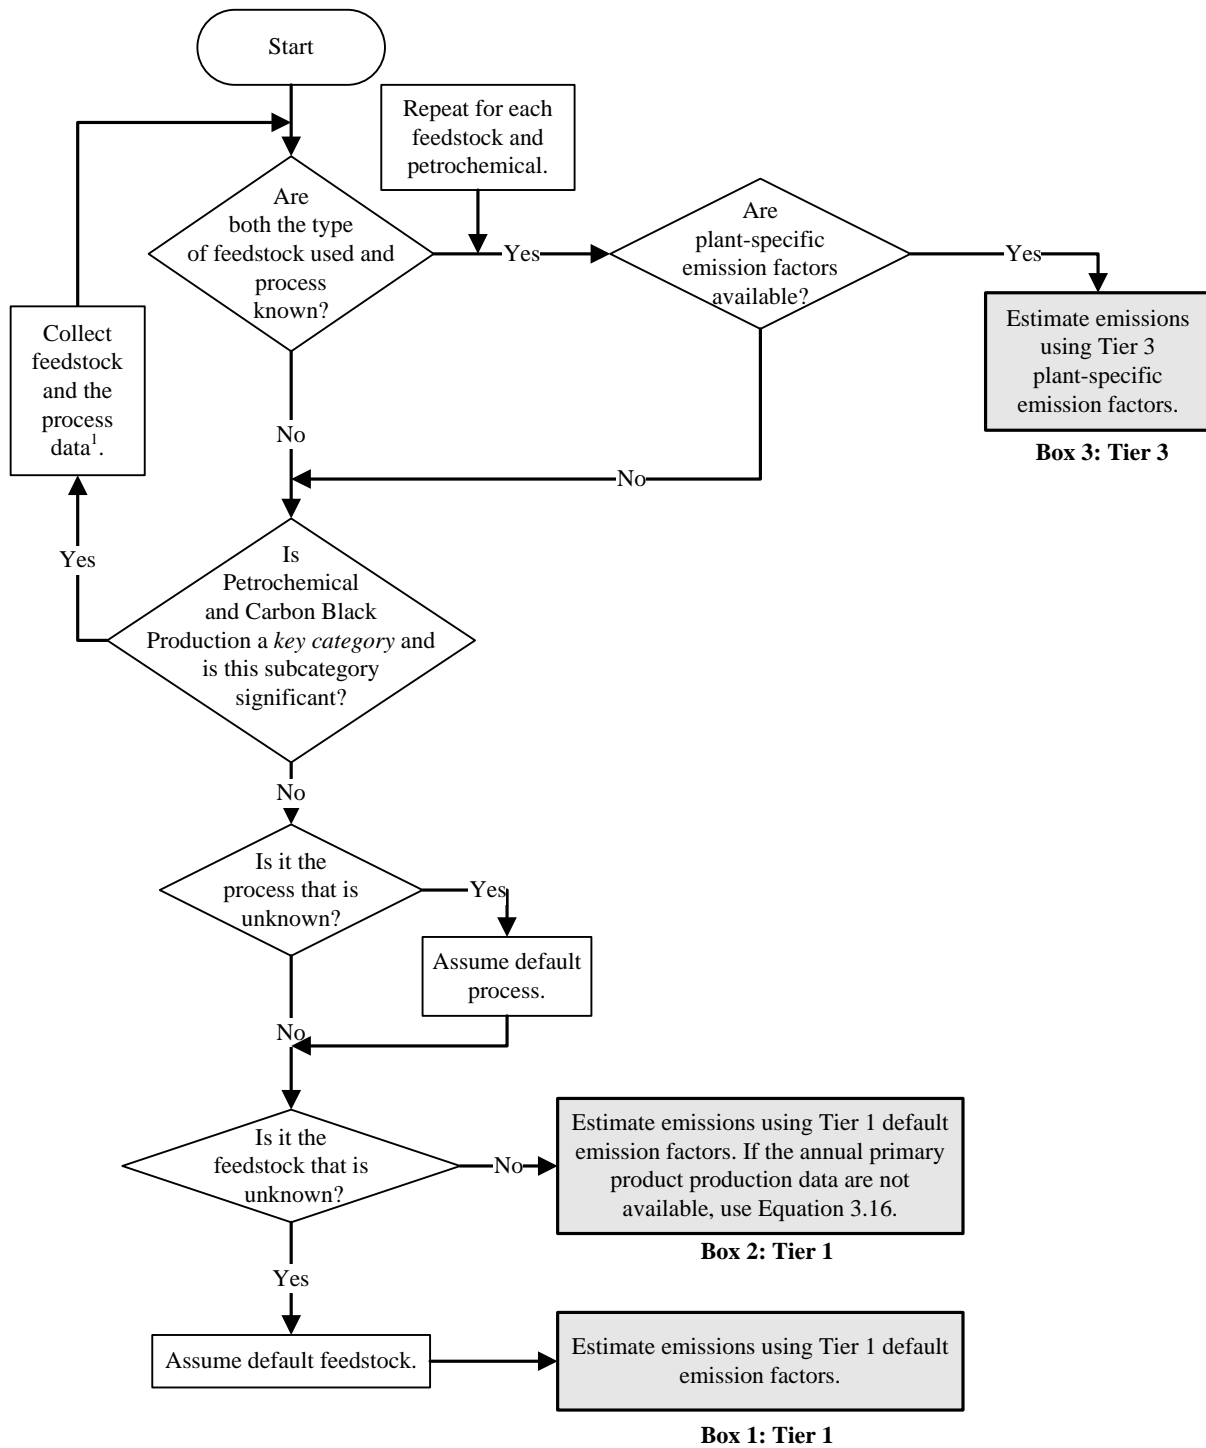 Start
Repeat for each
feedstock and
petrochemical.
Are
both the type
of feedstock used and
process
known?
Yes
Are
plant-specific
emission factors
available?
Yes
Collect
feedstock
and the
process
data¹.
Estimate emissions
using Tier 3
plant-specific
emission factors.
Box 3: Tier 3
No
No
Yes
Is
Petrochemical
and Carbon Black
Production a key category and
is this subcategory
significant?
No
Is it the
process that is
unknown?
Yes
Assume default
process.
No
Is it the
feedstock that is
unknown?
No
Estimate emissions using Tier 1 default
emission factors. If the annual primary
product production data are not
available, use Equation 3.16.
Box 2: Tier 1
Yes
Assume default feedstock.
Estimate emissions using Tier 1 default
emission factors.
Box 1: Tier 1